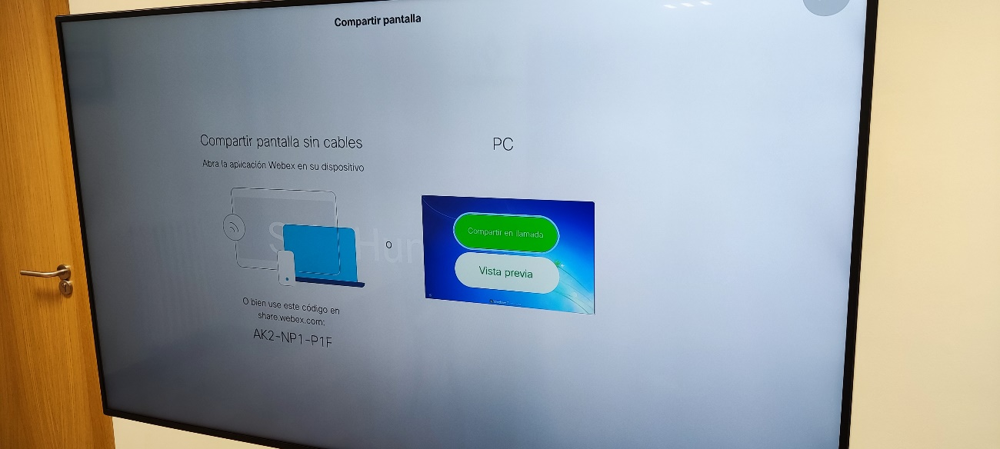 Compartir pantalla
Compartir pantalla sin cables
Abra la aplicación Webex en su dispositivo
o
O bien use este código en
share.webex.com:
AK2-NP1-P1F
PC
Compartir en llamada
Vista previa